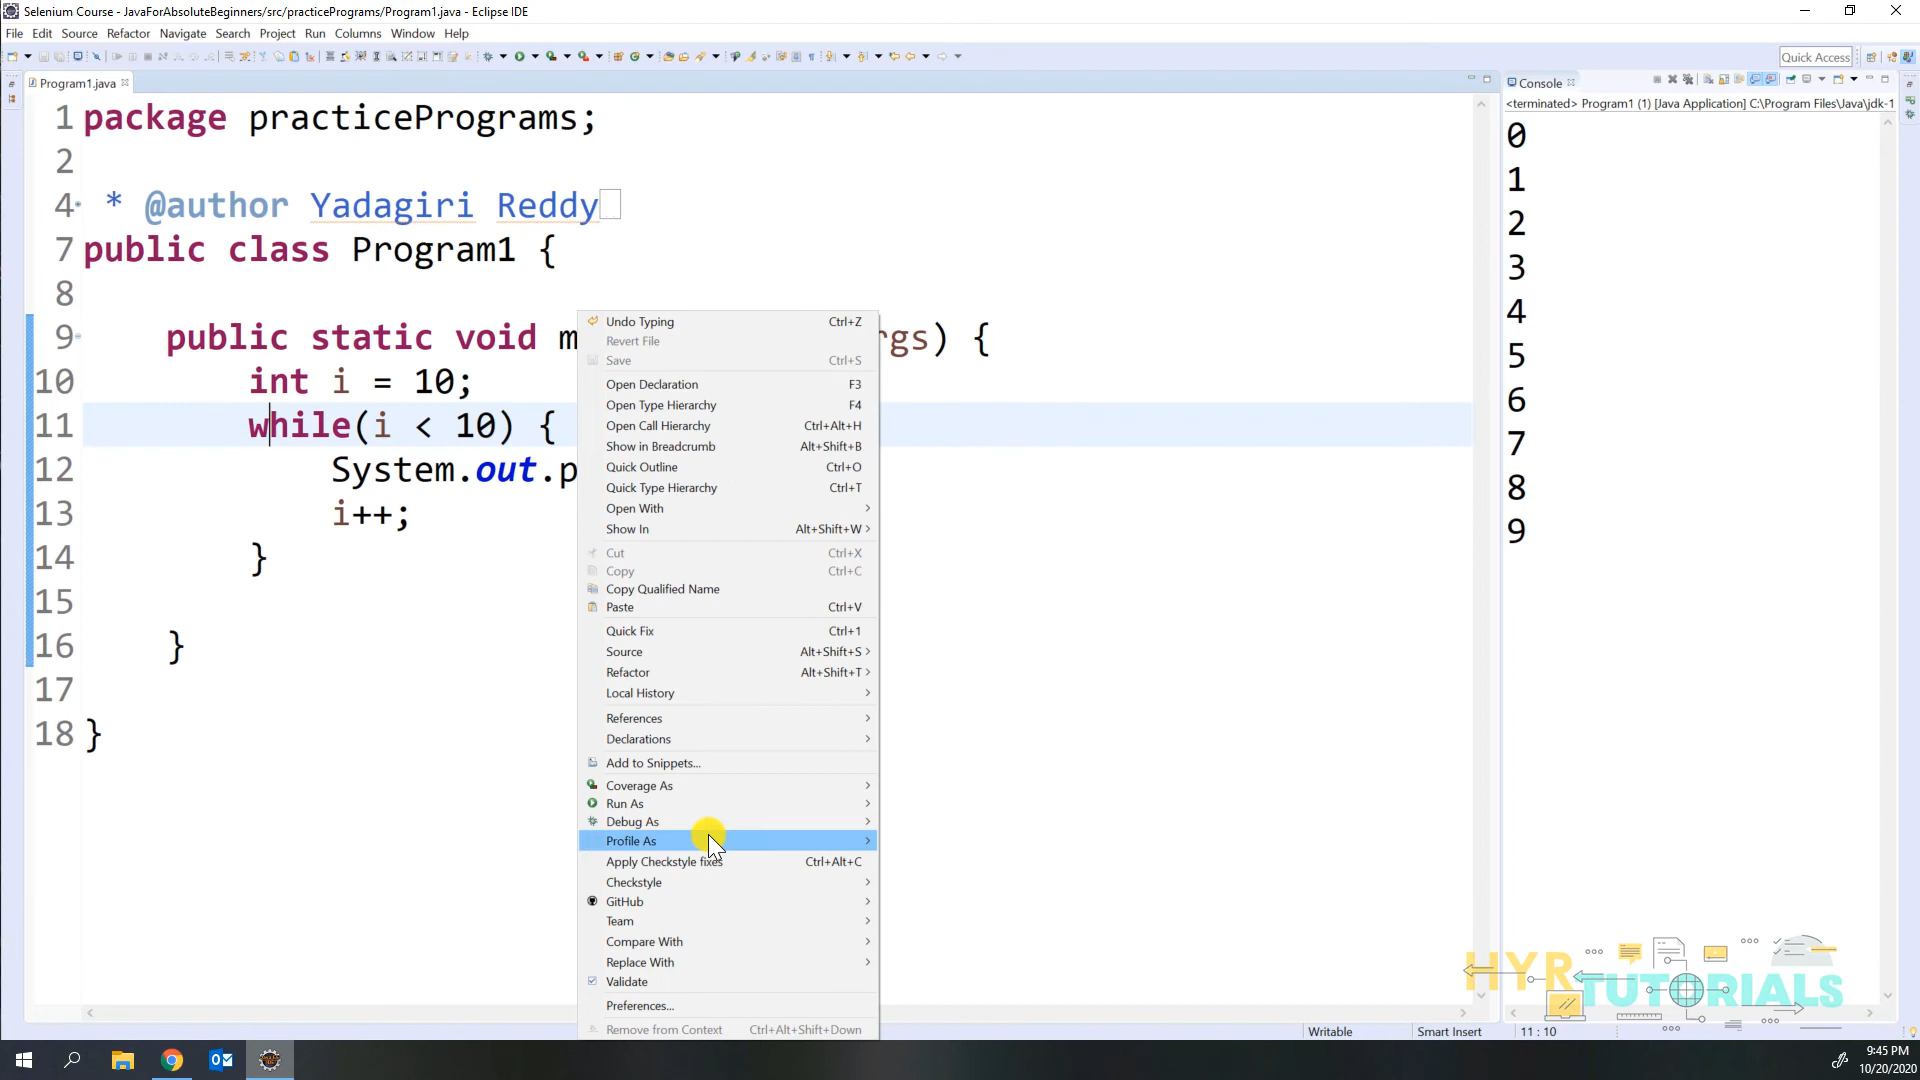 Selenium Course - JavaForAbsoluteBeginners/src/practicePrograms/Program1.java - Eclipse IDE
File Edit Source Refactor Navigate Search Project Run Columns Window Help
Quick Access
Program1.java
1 package practicePrograms;
2
4 * @author Yadagiri Reddy
7 public class Program1 {
8
9 public static void m rgs) {
10 int i = 10;
11 while(i < 10) {
12 System.out.p
13 i++;
14 }
15
16 }
17
18 }
Undo Typing Ctrl+Z
Revert File
Save Ctrl+S
Open Declaration F3
Open Type Hierarchy F4
Open Call Hierarchy Ctrl+Alt+H
Show in Breadcrumb Alt+Shift+B
Quick Outline Ctrl+O
Quick Type Hierarchy Ctrl+T
Open With
Show In Alt+Shift+W
Cut Ctrl+X
Copy Ctrl+C
Copy Qualified Name
Paste Ctrl+V
Quick Fix Ctrl+1
Source Alt+Shift+S
Refactor Alt+Shift+T
Local History
References
Declarations
Add to Snippets...
Coverage As
Run As
Debug As
Profile As
Apply Checkstyle fixes Ctrl+Alt+C
Checkstyle
GitHub
Team
Compare With
Replace With
Validate
Preferences...
Remove from Context Ctrl+Alt+Shift+Down
Console
<terminated> Program1 (1) [Java Application] C:\Program Files\Java\jdk-1
0
1
2
3
4
5
6
7
8
9
HYR TUTORIALS
Writable Smart Insert 11 : 10
9:45 PM
10/20/2020